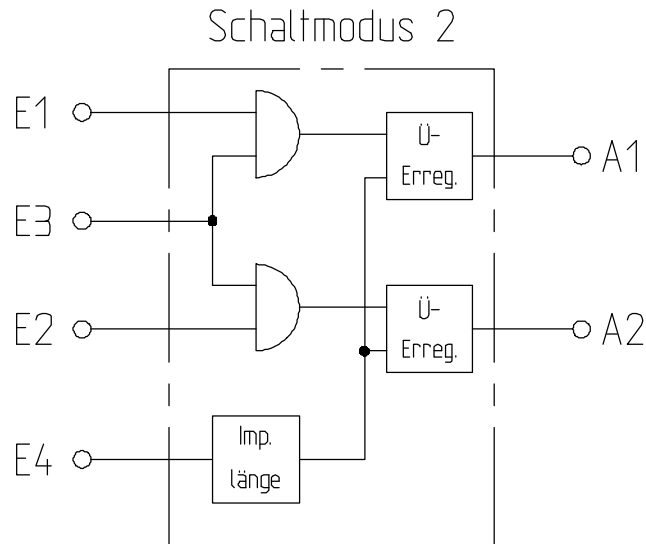 Schaltmodus 2
E1
Ü-
Erreg.
A1
E3
E2
Ü-
Erreg.
A2
E4
Imp.
länge